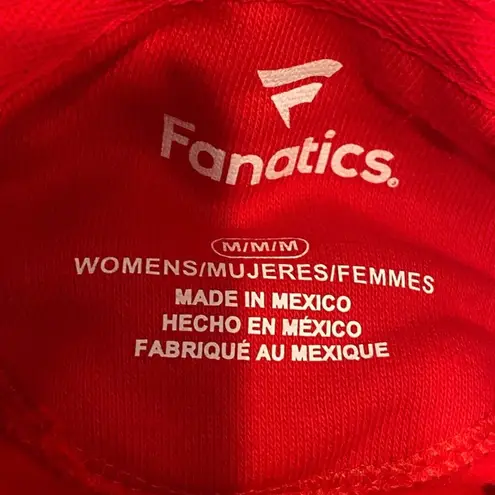 Fanatics.
M/M/M
WOMENS/MUJERES/FEMMES
MADE IN MEXICO
HECHO EN MÉXICO
FABRIQUÉ AU MEXIQUE